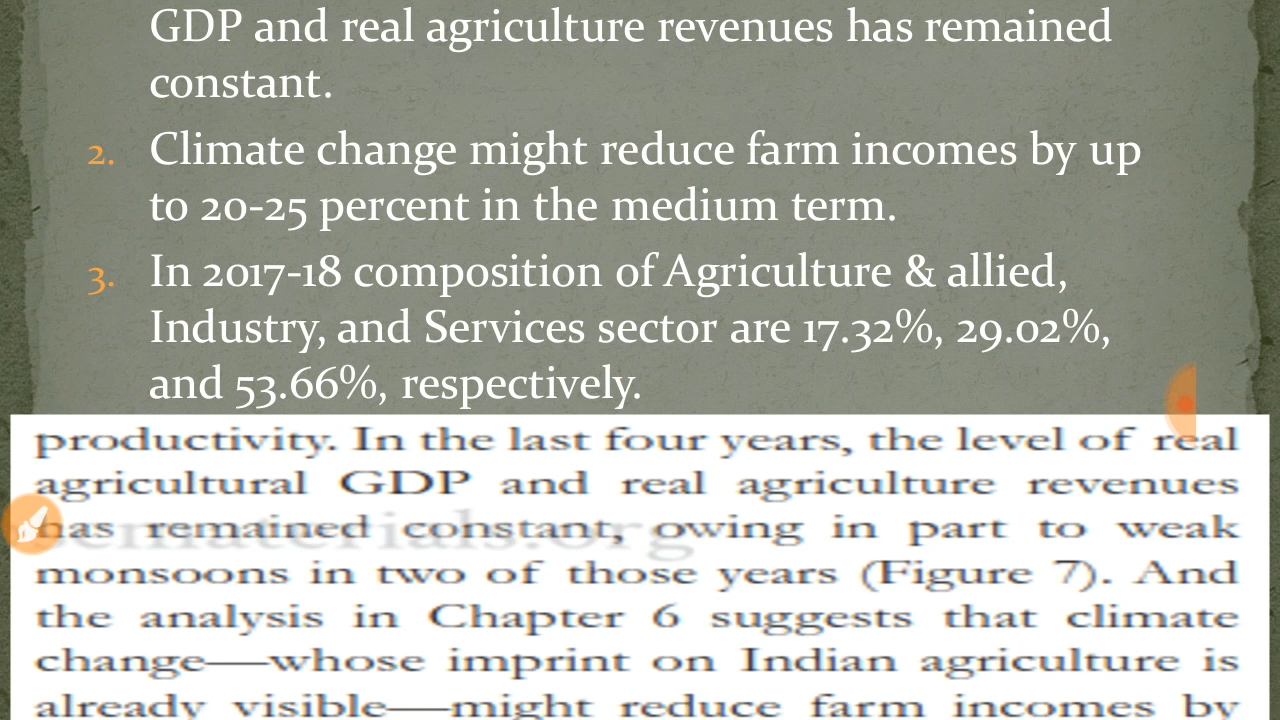 GDP and real agriculture revenues has remained
constant.
2. Climate change might reduce farm incomes by up
to 20-25 percent in the medium term.
3. In 2017-18 composition of Agriculture & allied,
Industry, and Services sector are 17.32%, 29.02%,
and 53.66%, respectively.
productivity. In the last four years, the level of real
agricultural GDP and real agriculture revenues
has remained constant, owing in part to weak
monsoons in two of those years (Figure 7). And
the analysis in Chapter 6 suggests that climate
change—whose imprint on Indian agriculture is
already visible—might reduce farm incomes by